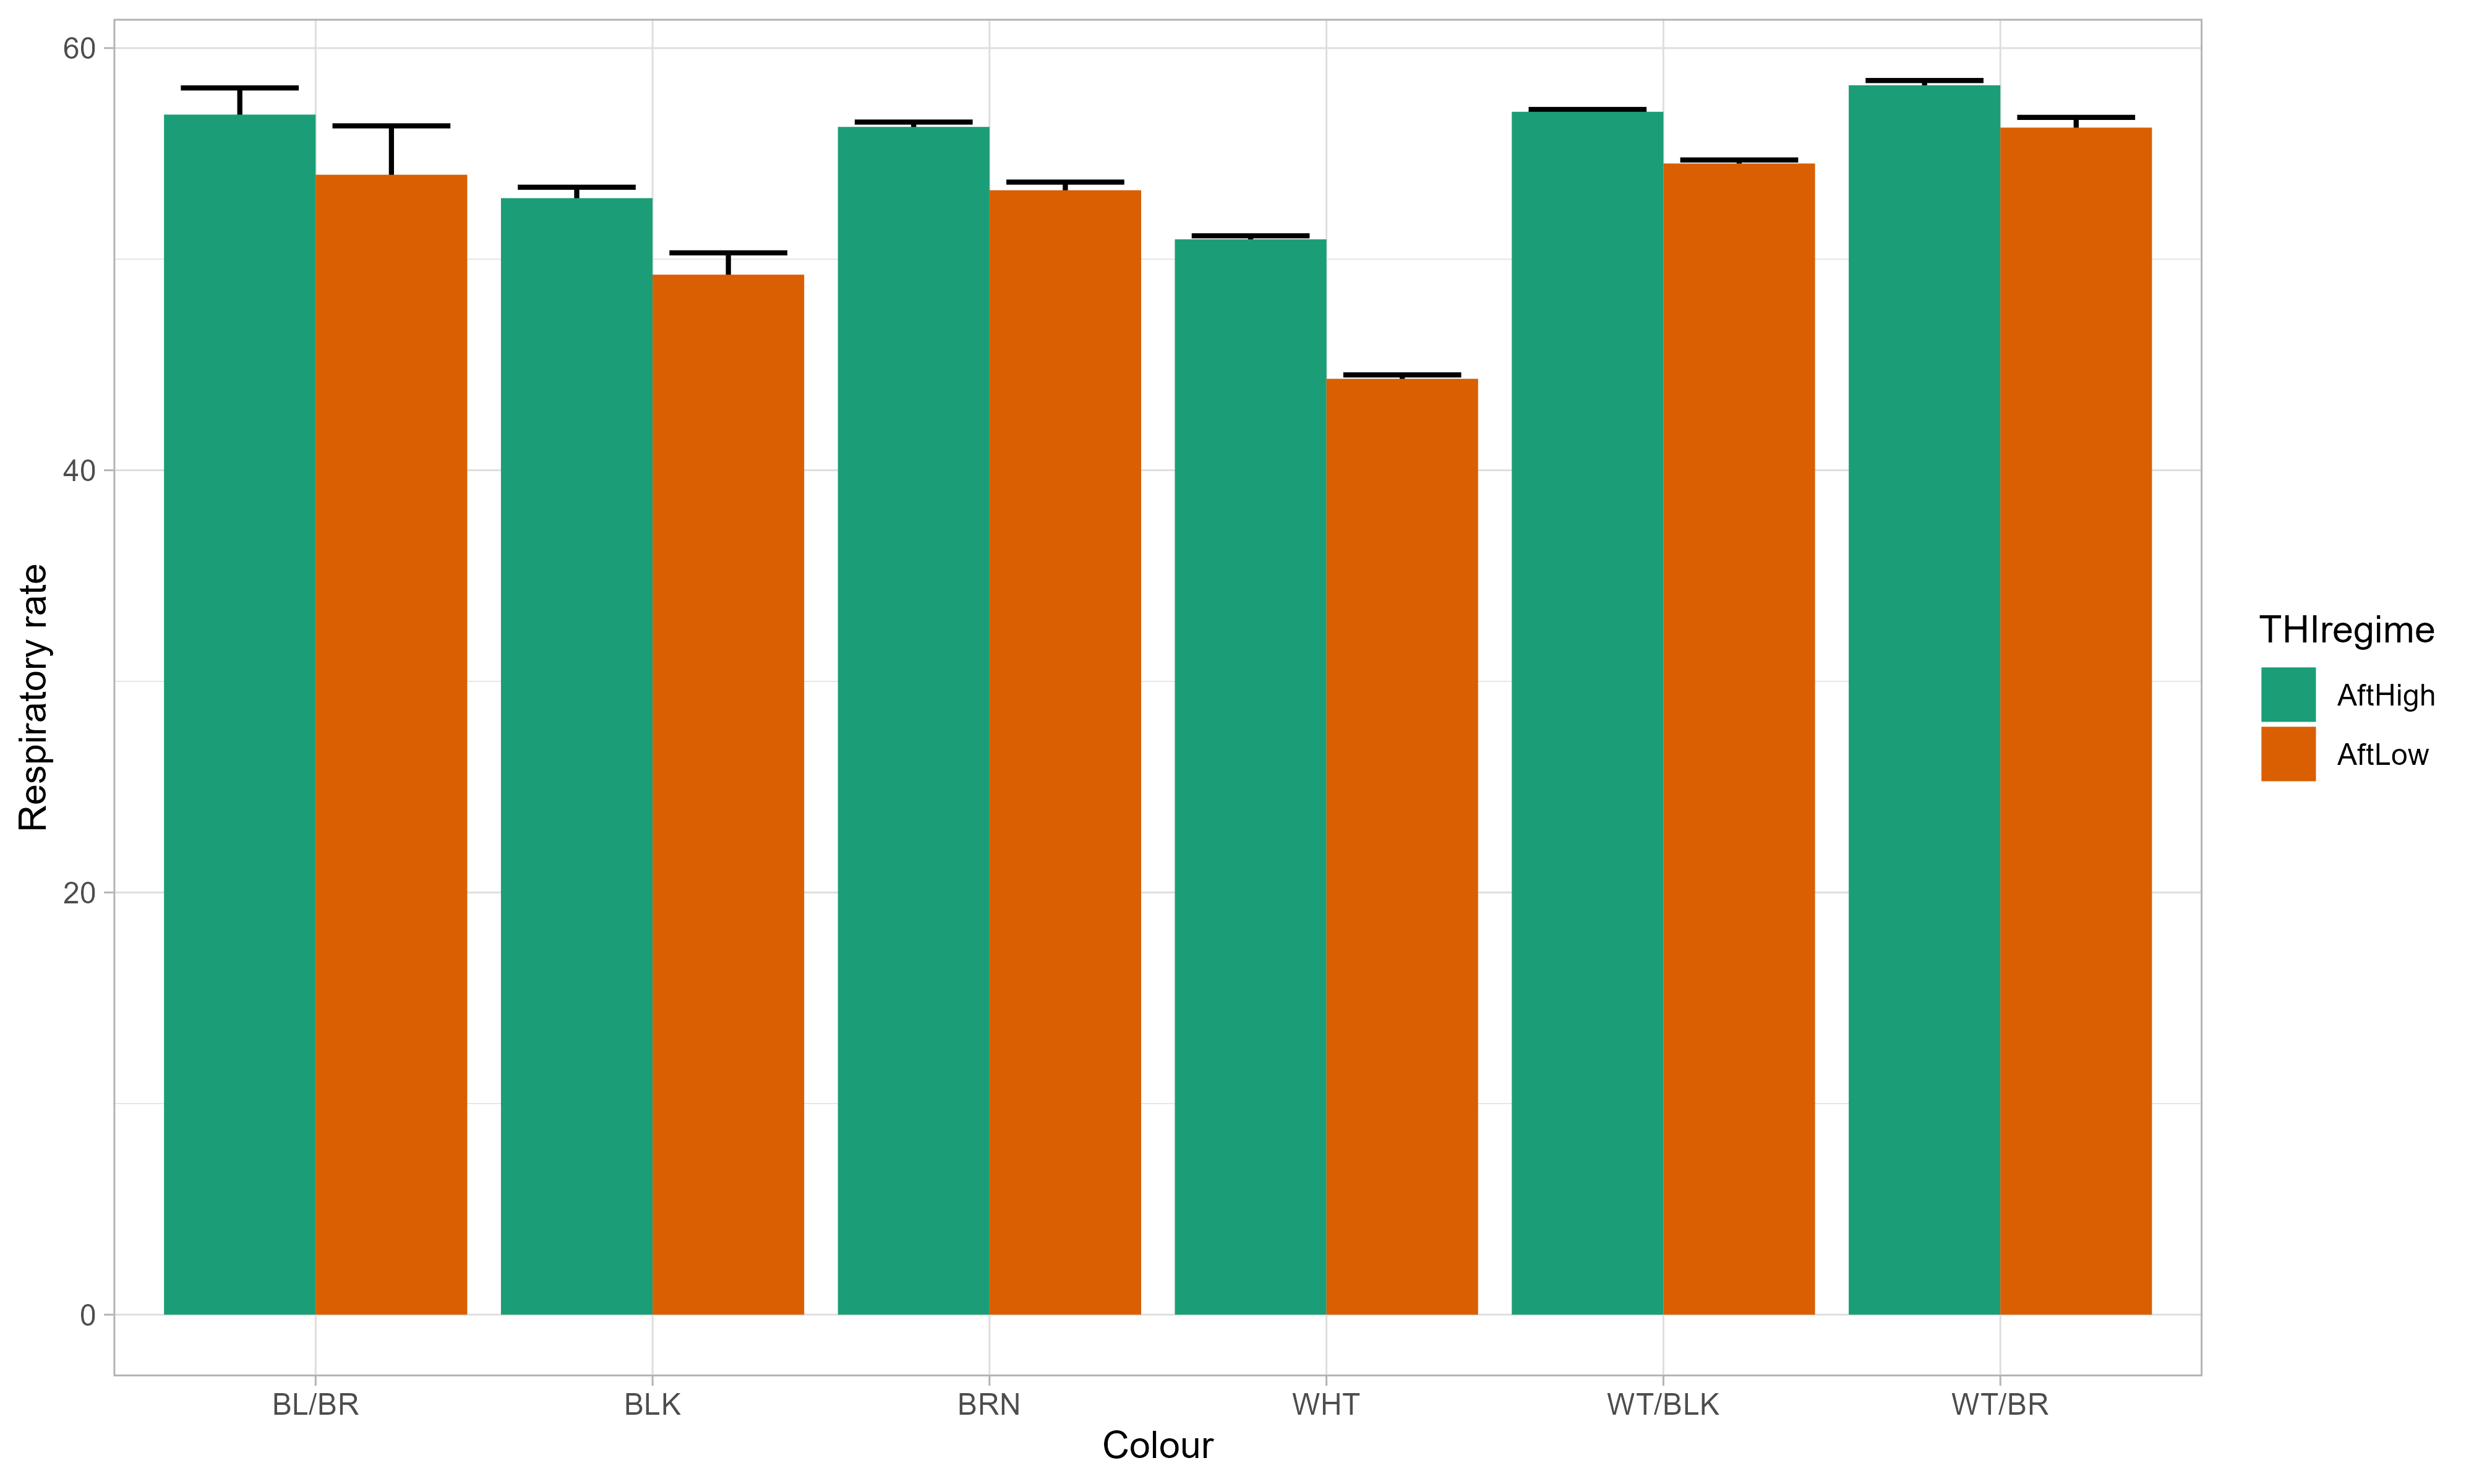 60
40
20
0
Respiratory rate
BL/BR BLK BRN WHT WT/BLK WT/BR
Colour
THIregime
AftHigh
AftLow